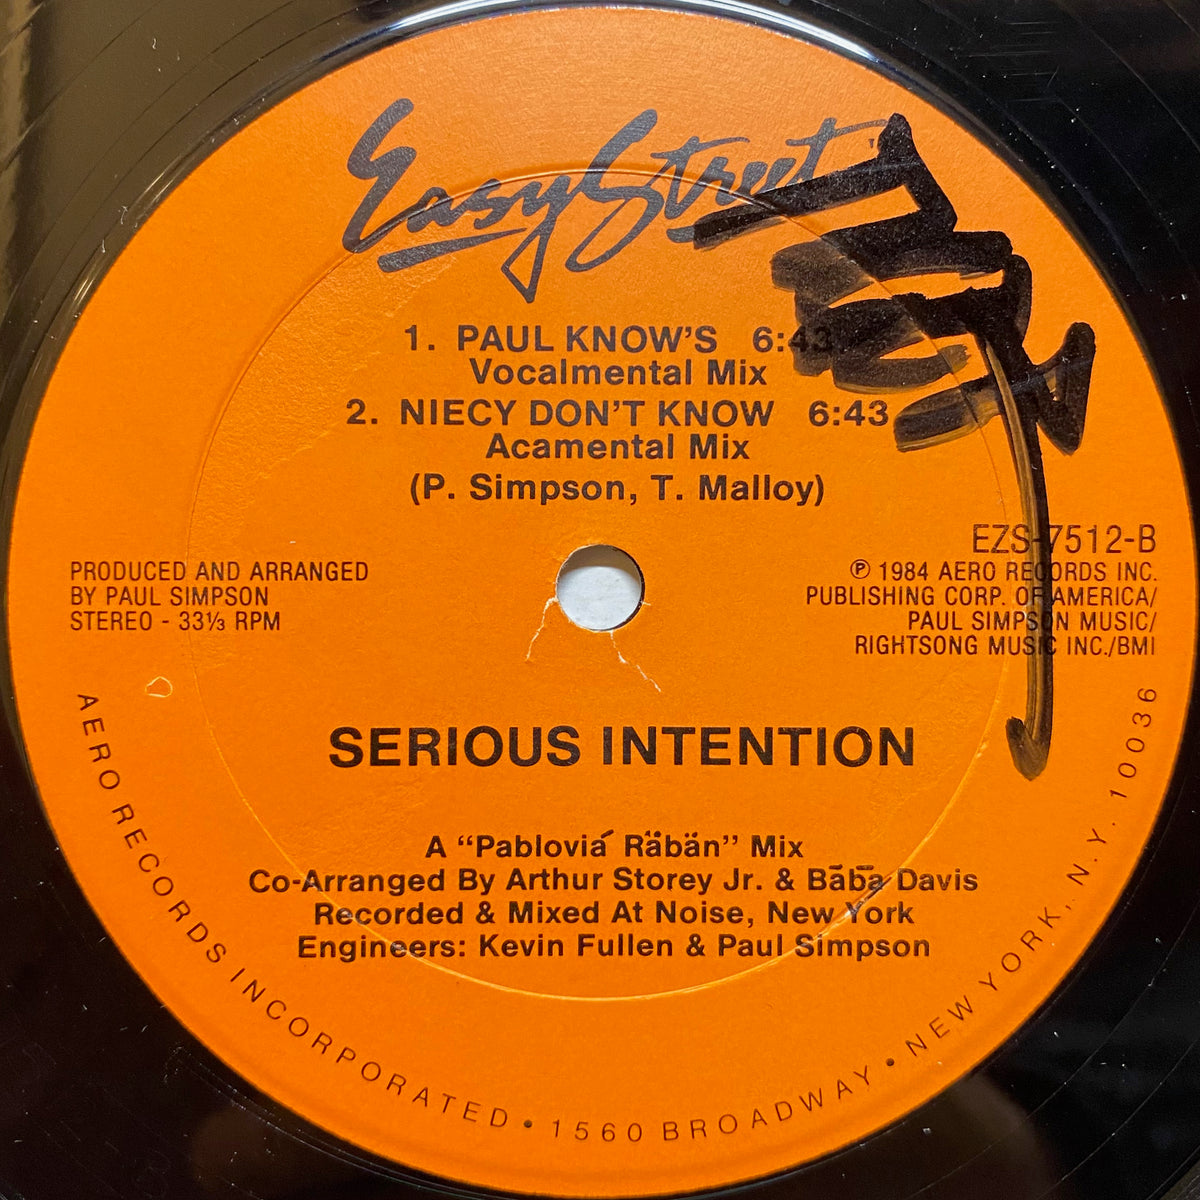 Easy Street
1. PAUL KNOW'S 6:43
Vocalmental Mix
2. NIECY DON'T KNOW 6:43
Acamental Mix
(P. Simpson, T. Malloy)
PRODUCED AND ARRANGED
BY PAUL SIMPSON
STEREO - 33⅓ RPM
EZS-7512-B
℗ 1984 AERO RECORDS INC.
PUBLISHING CORP. OF AMERICA/
PAUL SIMPSON MUSIC/
RIGHTSONG MUSIC INC./BMI
SERIOUS INTENTION
A “Pabloviá Räbän” Mix
Co-Arranged By Arthur Storey Jr. & Bāba Davis
Recorded & Mixed At Noise, New York
Engineers: Kevin Fullen & Paul Simpson
AERO RECORDS INCORPORATED • 1560 BROADWAY • NEW YORK, N.Y. 10036